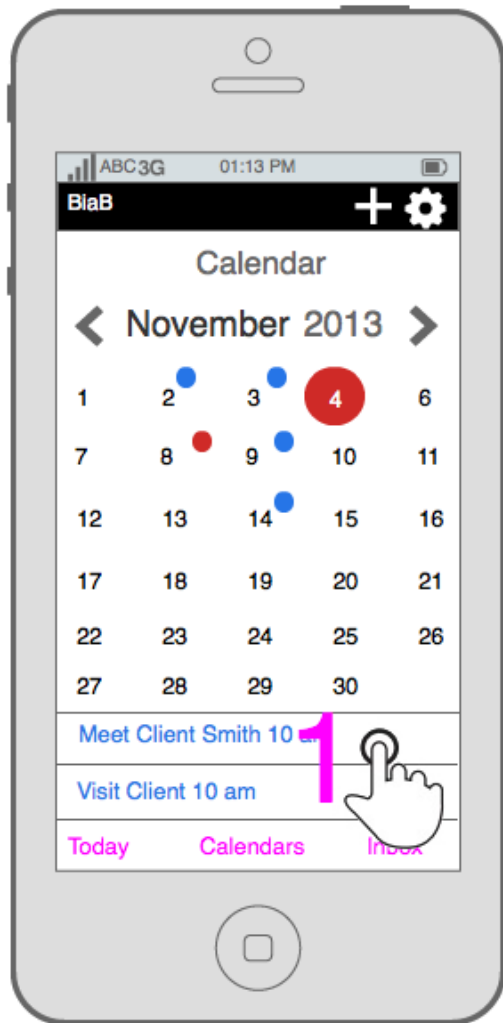 ABC 3G 01:13 PM
BiaB
Calendar
November 2013
1 2 3 4 6
7 8 9 10 11
12 13 14 15 16
17 18 19 20 21
22 23 24 25 26
27 28 29 30
Meet Client Smith 10
1
Visit Client 10 am
Today Calendars Inbox